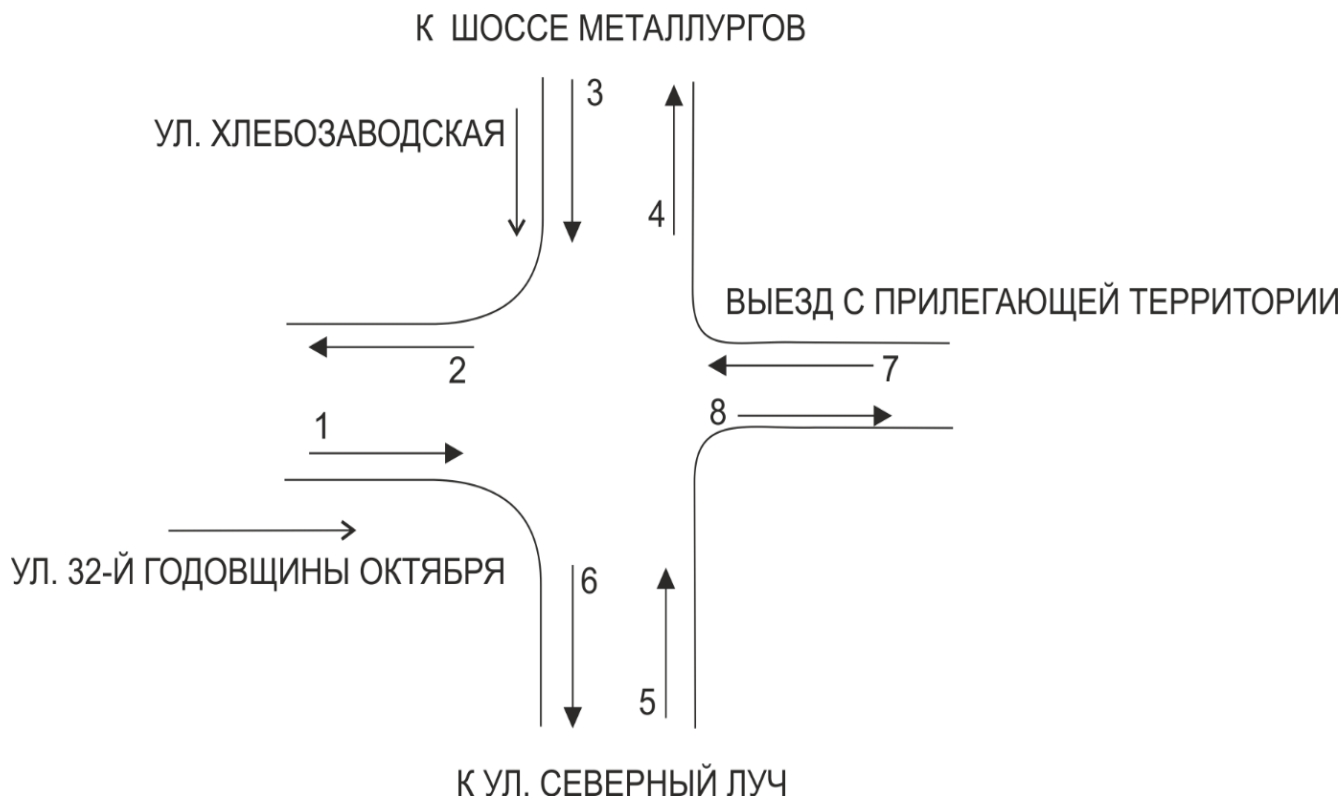 К ШОССЕ МЕТАЛЛУРГОВ
3
УЛ. ХЛЕБОЗАВОДСКАЯ
4
ВЫЕЗД С ПРИЛЕГАЮЩЕЙ ТЕРРИТОРИИ
2
7
1
8
УЛ. 32-Й ГОДОВЩИНЫ ОКТЯБРЯ
6
5
К УЛ. СЕВЕРНЫЙ ЛУЧ